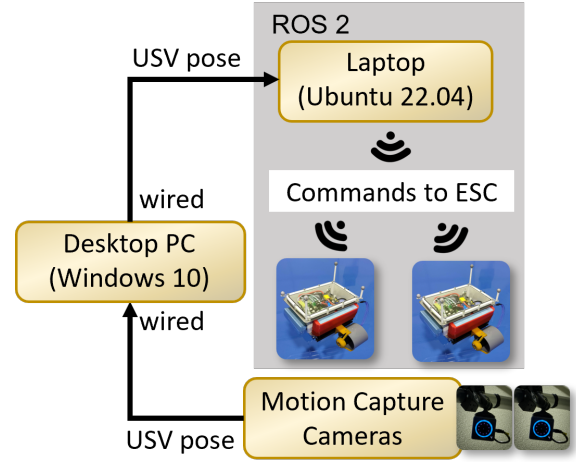 ROS 2
USV pose
Laptop
(Ubuntu 22.04)
Commands to ESC
wired
Desktop PC
(Windows 10)
wired
Motion Capture
Cameras
USV pose